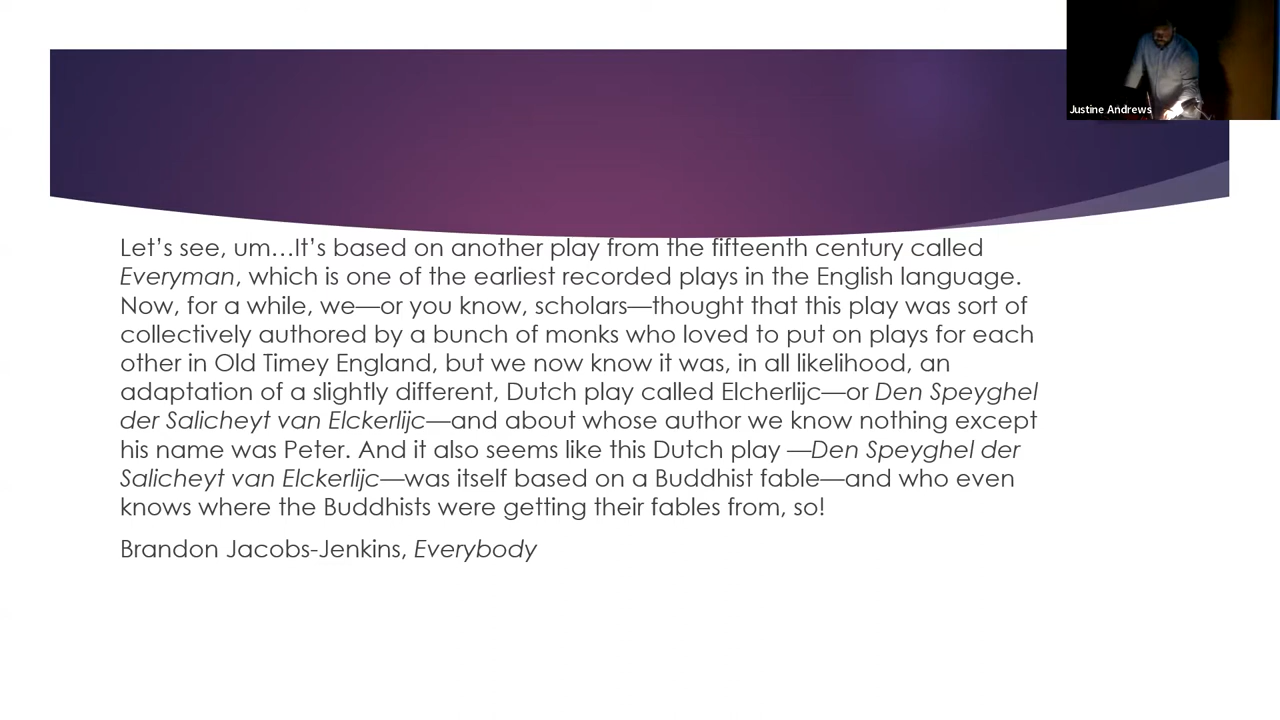 Justine Andrews
Let’s see, um…It’s based on another play from the fifteenth century called
Everyman, which is one of the earliest recorded plays in the English language.
Now, for a while, we—or you know, scholars—thought that this play was sort of
collectively authored by a bunch of monks who loved to put on plays for each
other in Old Timey England, but we now know it was, in all likelihood, an
adaptation of a slightly different, Dutch play called Elcherlijc—or Den Speyghel
der Salicheyt van Elckerlijc—and about whose author we know nothing except
his name was Peter. And it also seems like this Dutch play —Den Speyghel der
Salicheyt van Elckerlijc—was itself based on a Buddhist fable—and who even
knows where the Buddhists were getting their fables from, so!
Brandon Jacobs-Jenkins, Everybody